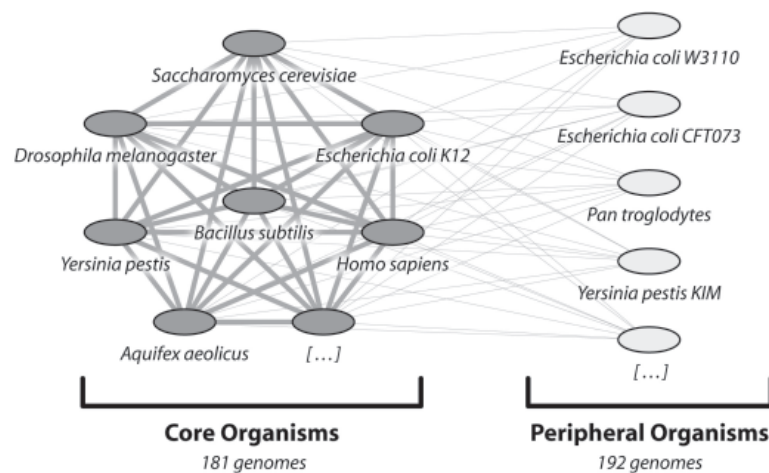 Saccharomyces cerevisiae
Drosophila melanogaster
Escherichia coli K12
Bacillus subtilis
Yersinia pestis
Homo sapiens
Aquifex aeolicus
[...]
Core Organisms
181 genomes
Escherichia coli W3110
Escherichia coli CFT073
Pan troglodytes
Yersinia pestis KIM
[...]
Peripheral Organisms
192 genomes